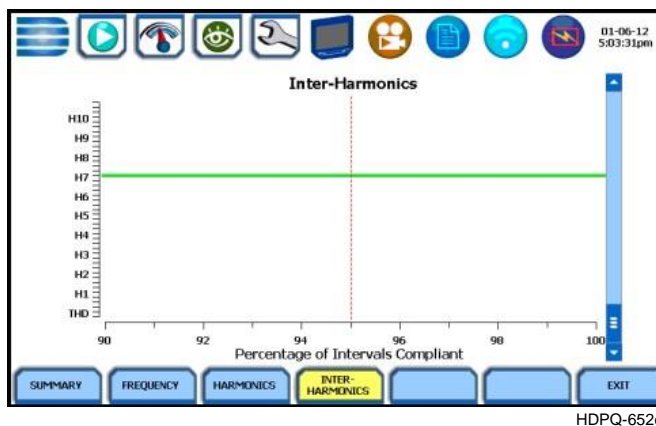 01-06-12
5:03:31pm
Inter-Harmonics
H10
H9
H8
H7
H6
H5
H4
H3
H2
H1
THD
90 92 94 96 98 100
Percentage of Intervals Compliant
SUMMARY FREQUENCY HARMONICS INTER-
HARMONICS EXIT